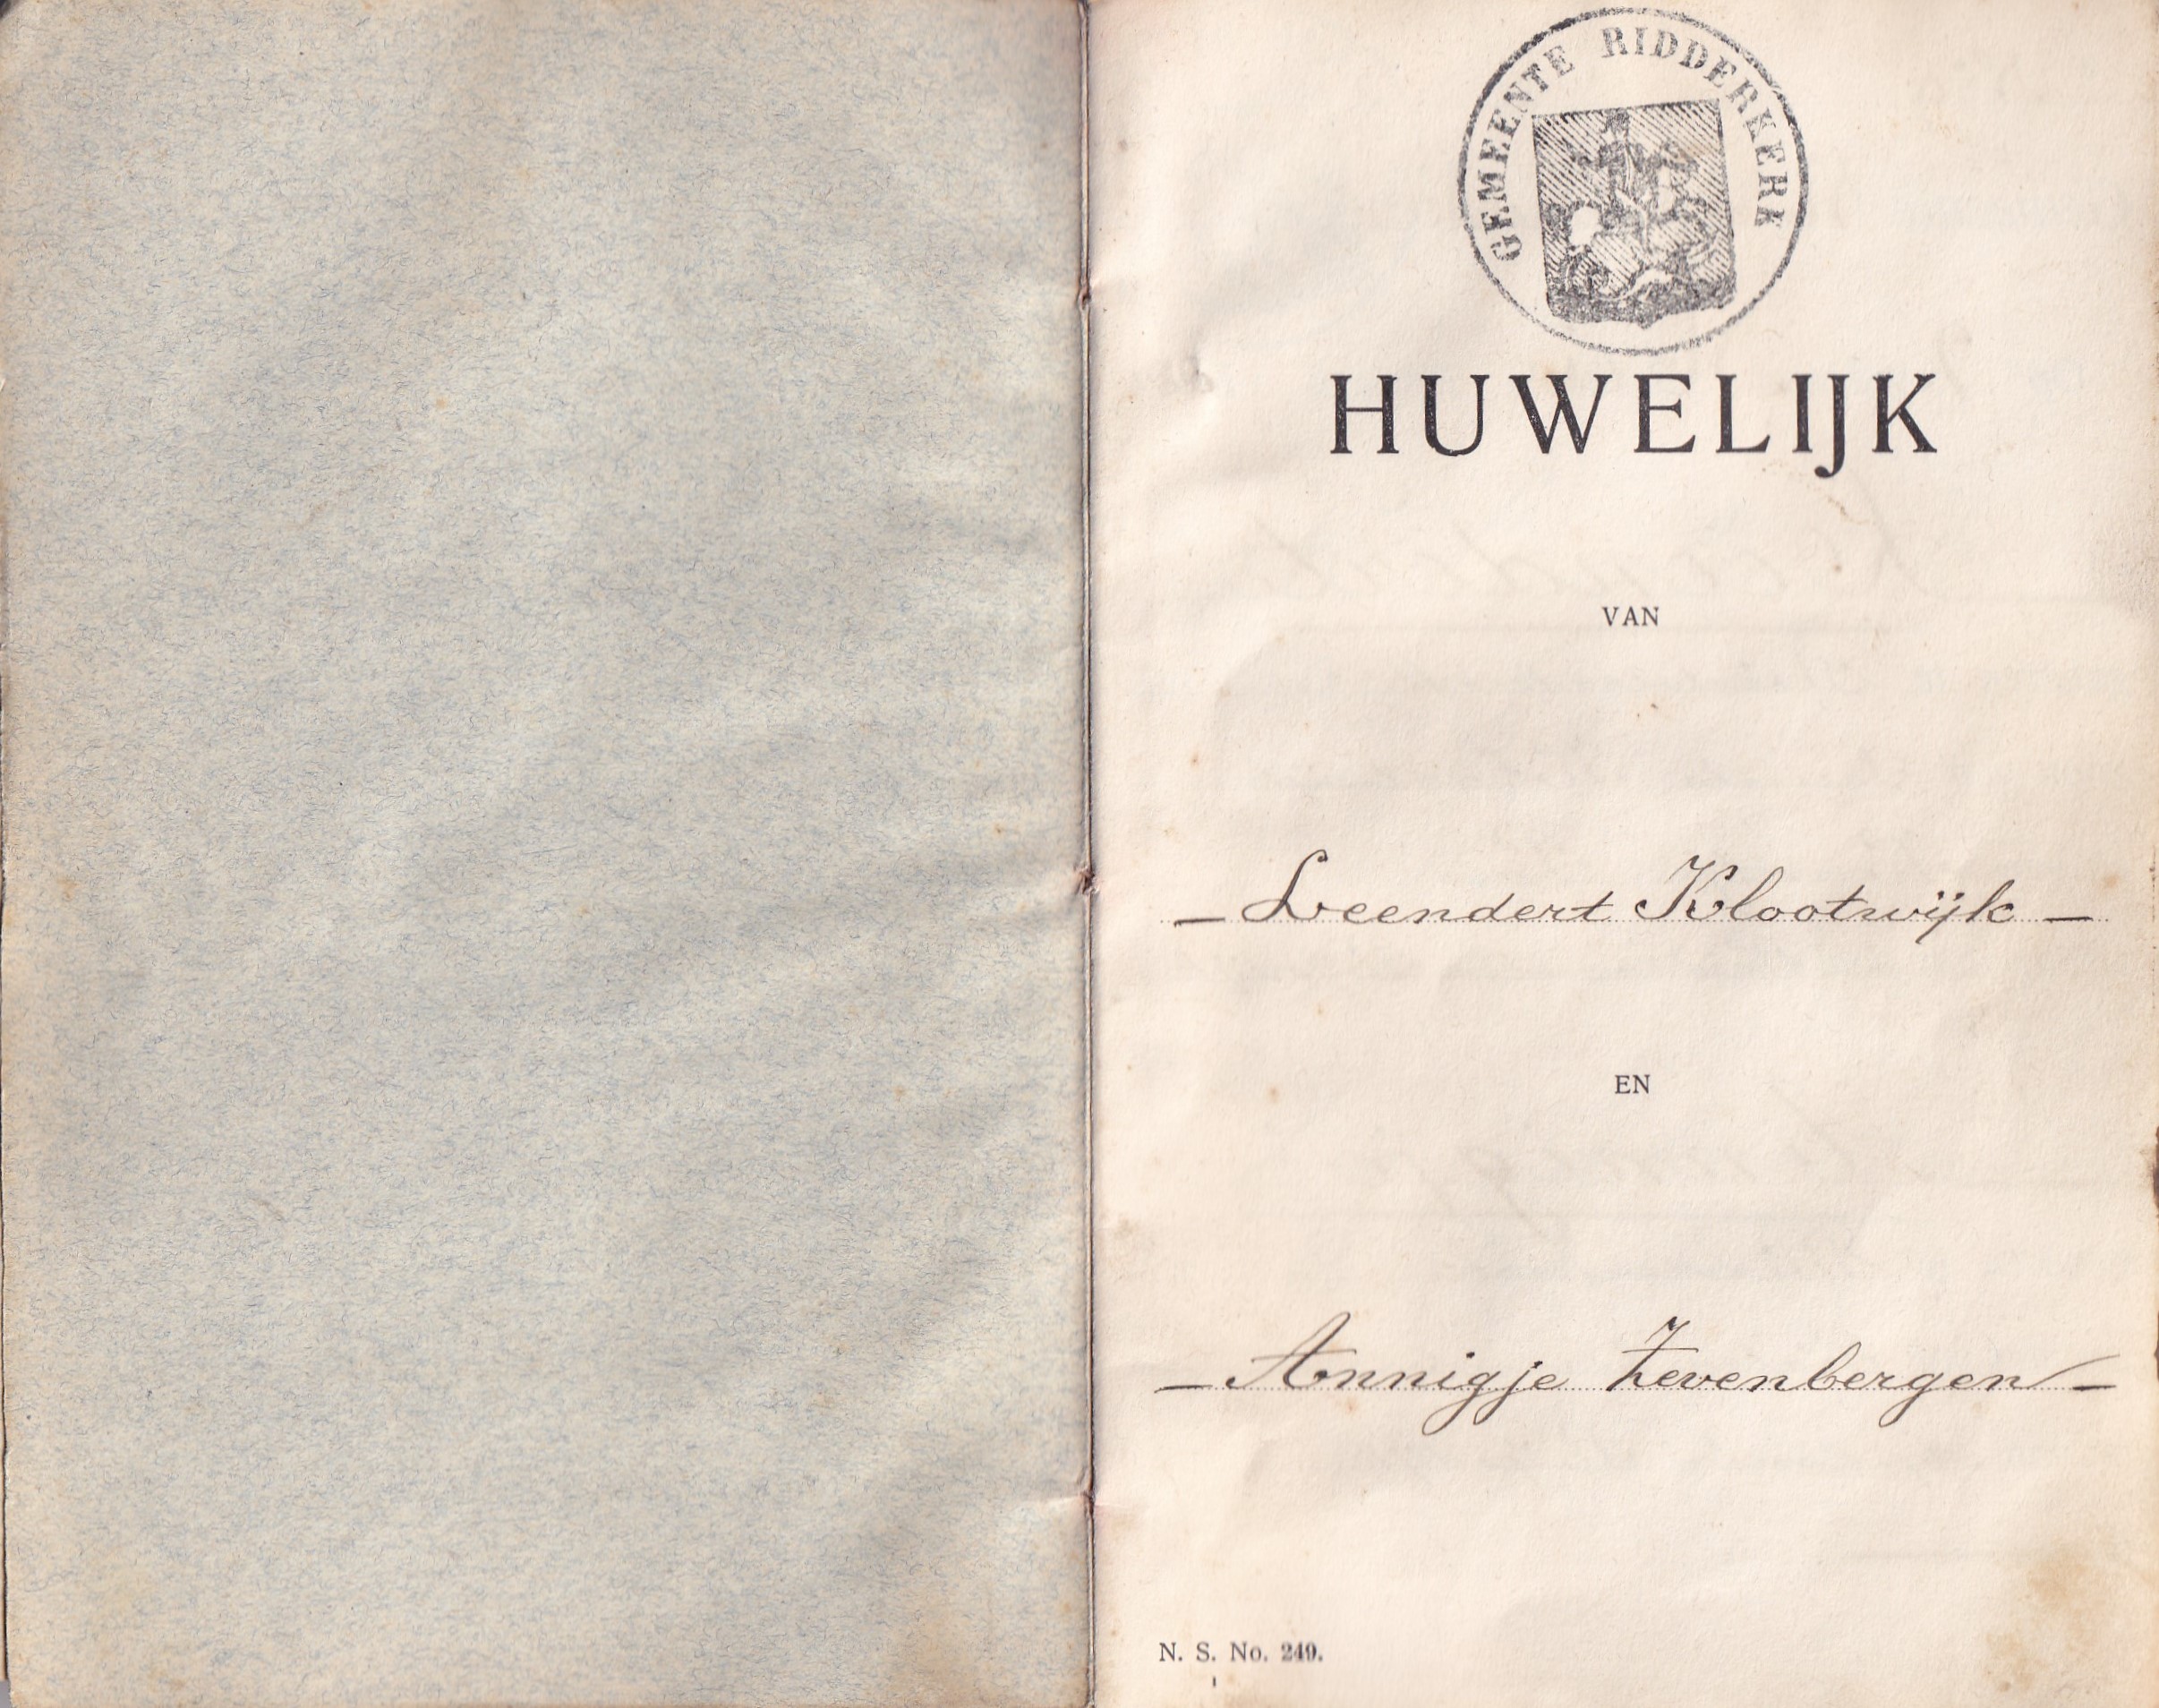 GEMEENTE RIDDERKERK
HUWELIJK
VAN
Leendert Klootwijk
EN
Annigje Zevenbergen
N. S. No. 249.